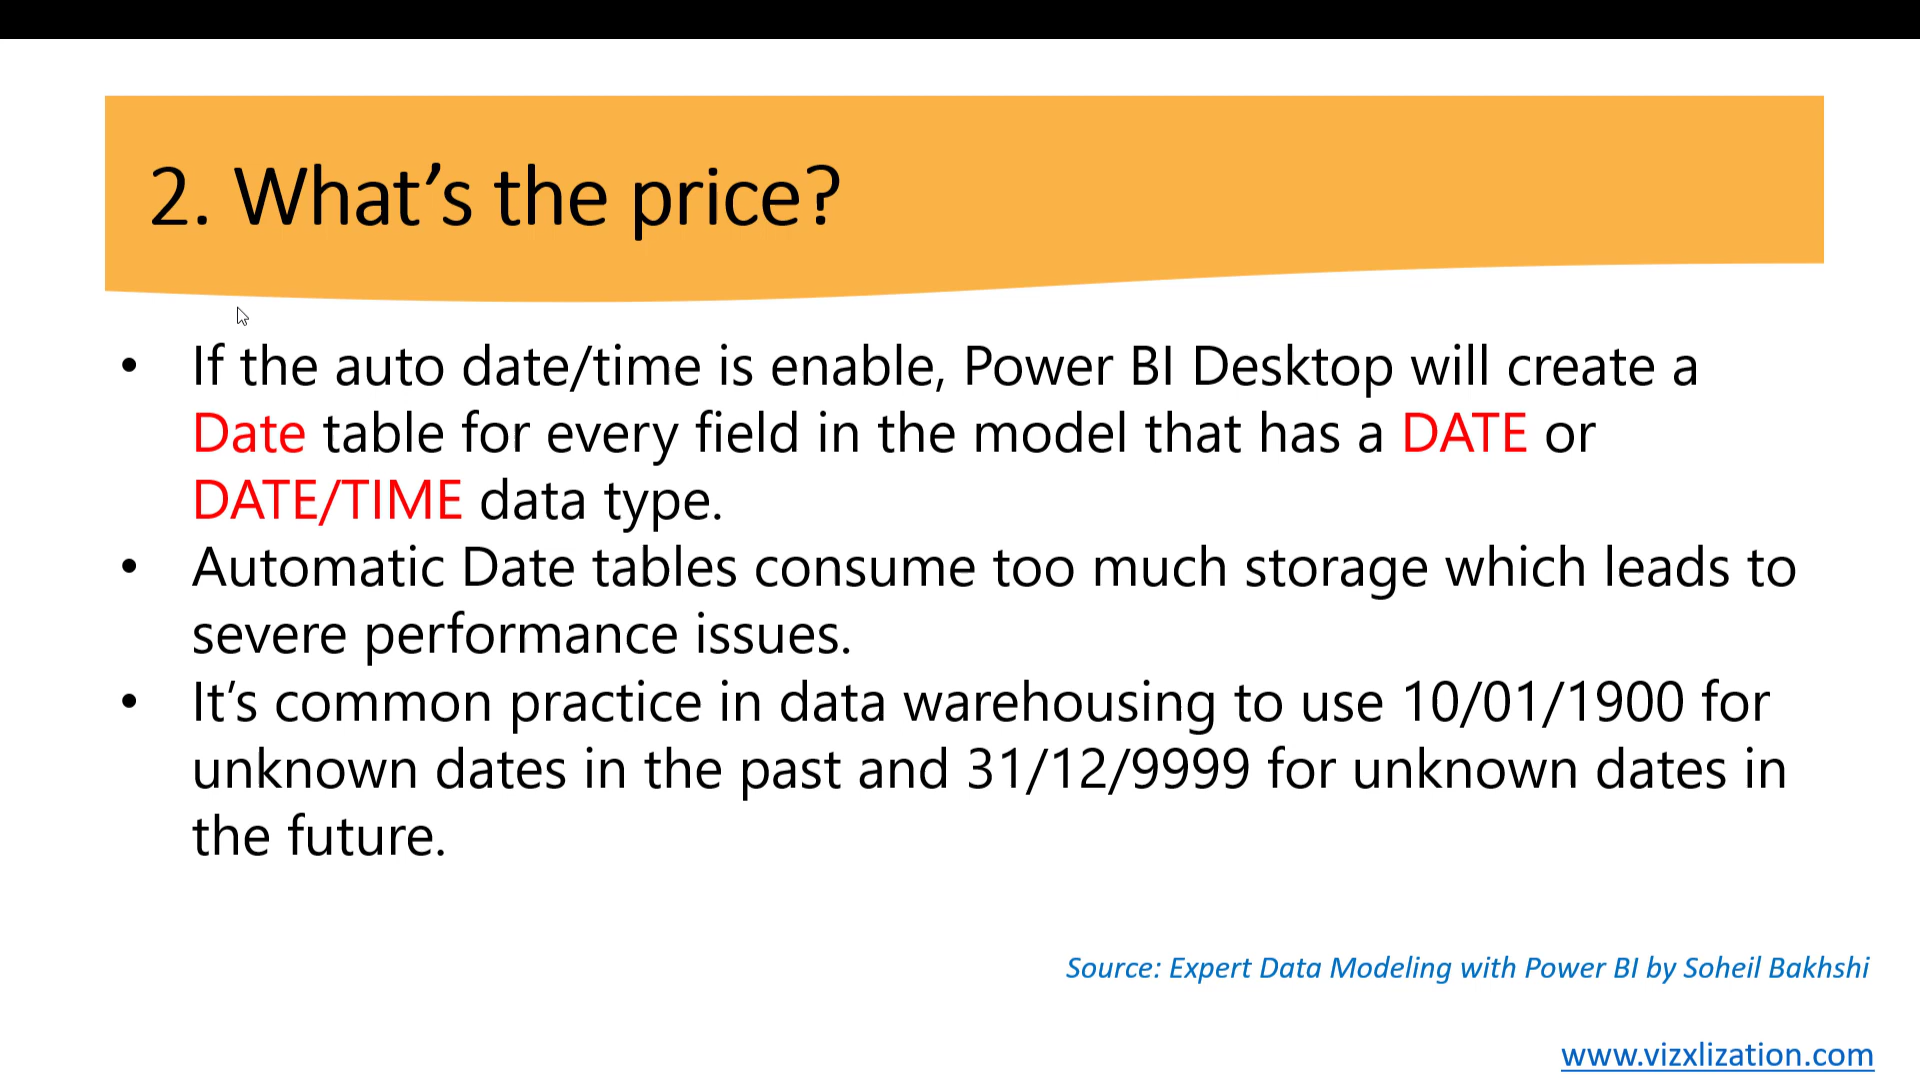 2. What’s the price?
• If the auto date/time is enable, Power BI Desktop will create a
Date table for every field in the model that has a DATE or
DATE/TIME data type.
• Automatic Date tables consume too much storage which leads to
severe performance issues.
• It’s common practice in data warehousing to use 10/01/1900 for
unknown dates in the past and 31/12/9999 for unknown dates in
the future.
Source: Expert Data Modeling with Power BI by Soheil Bakhshi
www.vizxlization.com